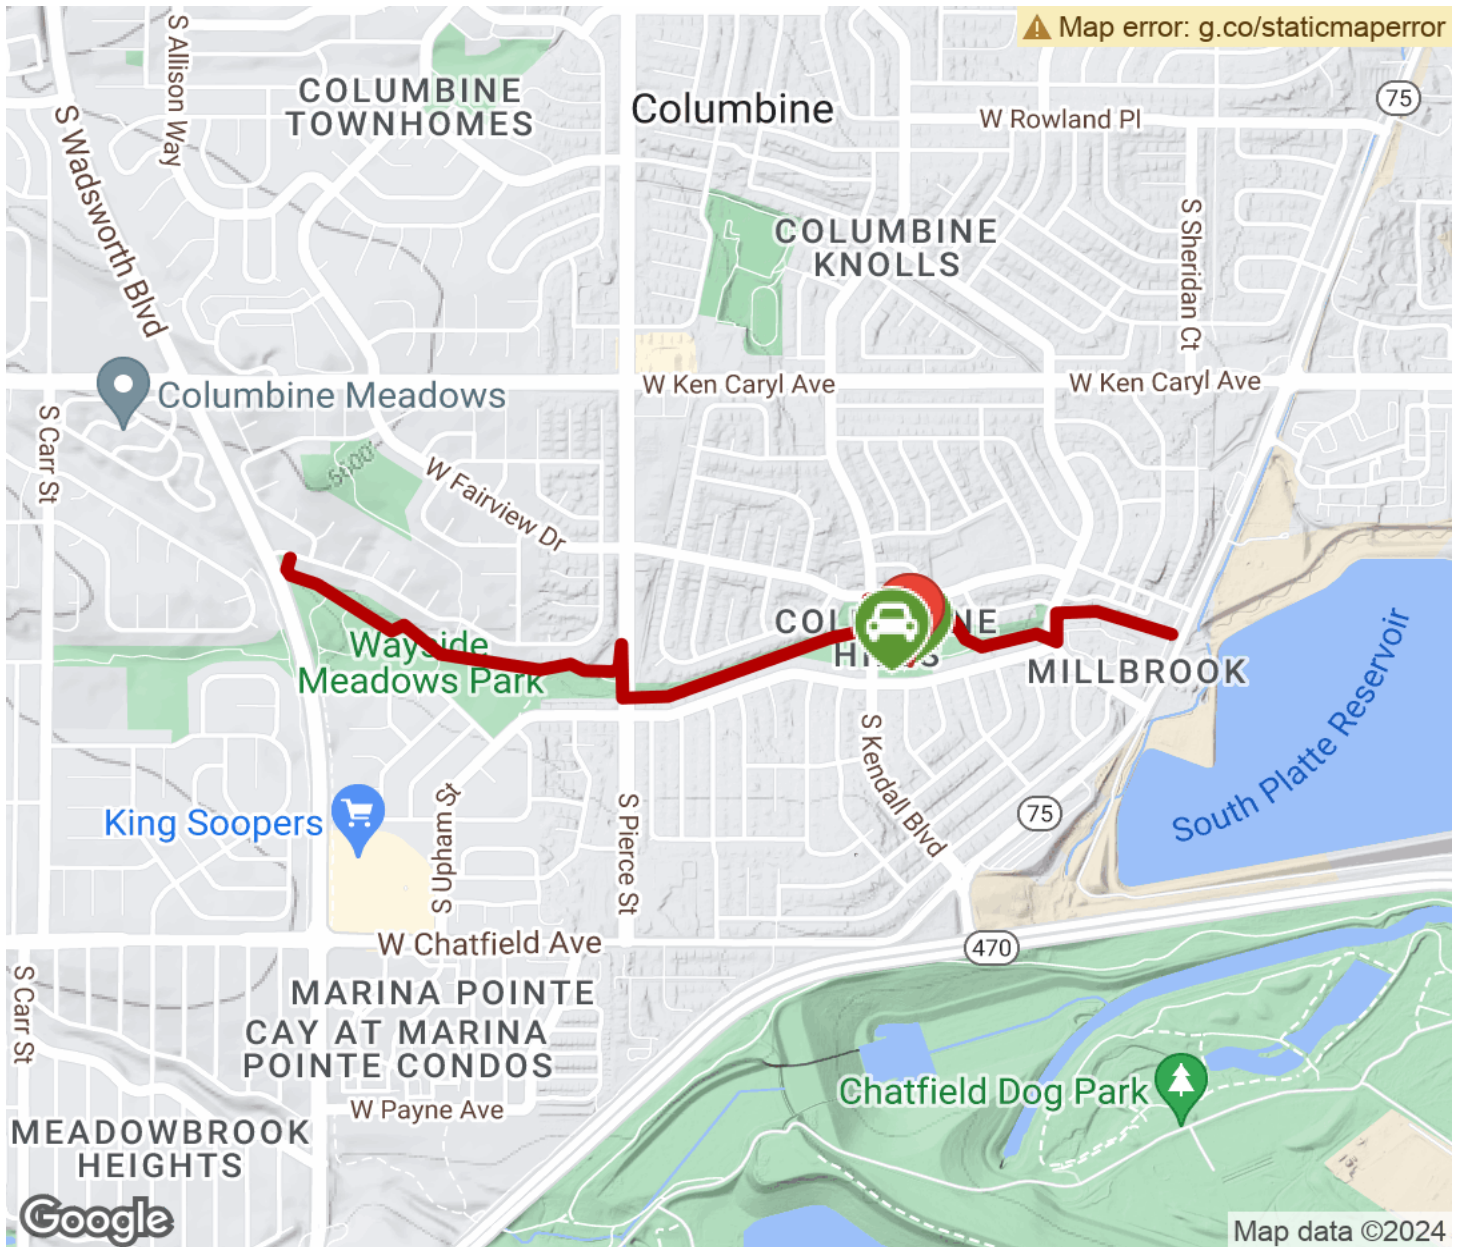 Map error: g.co/staticmaperror
S Allison Way
COLUMBINE
TOWNHOMES
Columbine
75
W Rowland Pl
S Wadsworth Blvd
COLUMBINE
KNOLLS
S Sheridan Ct
Columbine Meadows
W Ken Caryl Ave
W Ken Caryl Ave
S Carr St
5600'
W Fairview Dr
Wayside
Meadows Park
MILLBROOK
South Platte Reservoir
King Soopers
S Upham St
S Pierce St
S Kendall Blvd
75
W Chatfield Ave
470
S Carr St
MARINA POINTE
CAY AT MARINA
POINTE CONDOS
Chatfield Dog Park
W Payne Ave
MEADOWBROOK
HEIGHTS
Google
Map data ©2024